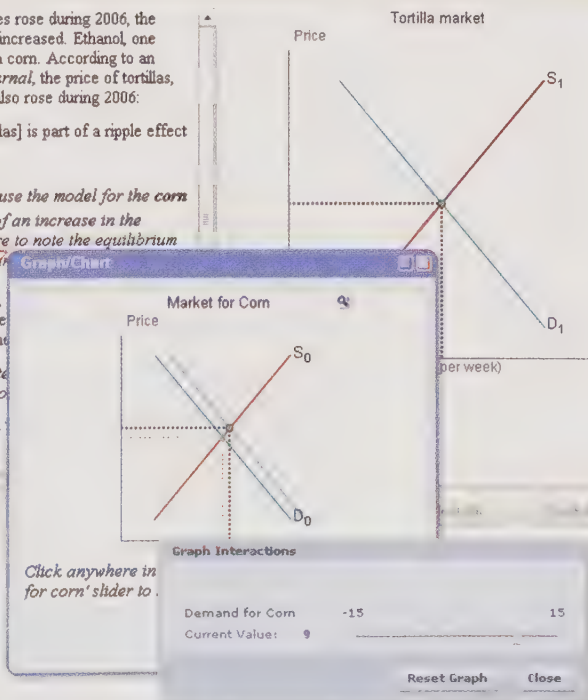 es rose during 2006, the
increased. Ethanol, one
corn. According to an
rnal, the price of tortillas,
also rose during 2006:
las] is part of a ripple effect
use the model for the corn
of an increase in the
re to note the equilibrium
Tortilla market
Price
S1
D1
per week)
Graph/Chart
Market for Corn
Price
S0
D0
Click anywhere in
for corn' slider to
Graph Interactions
Demand for Corn -15 15
Current Value: 9
Reset Graph Close